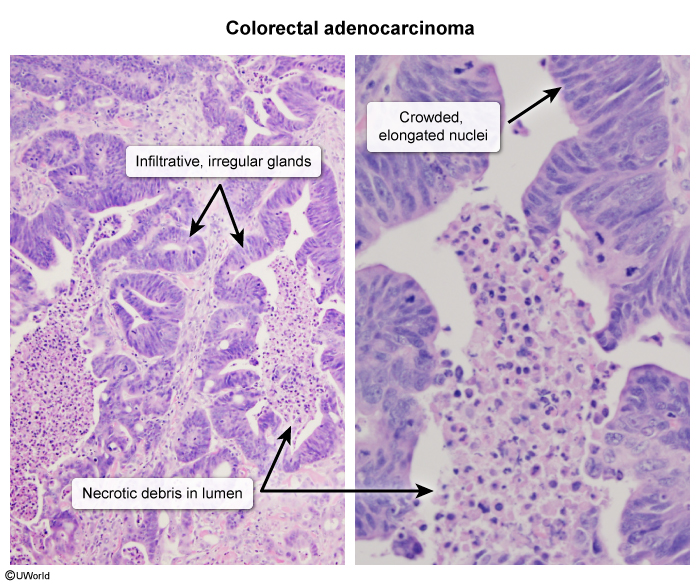 Colorectal adenocarcinoma
Crowded,
elongated nuclei
Infiltrative, irregular glands
Necrotic debris in lumen
©UWorld